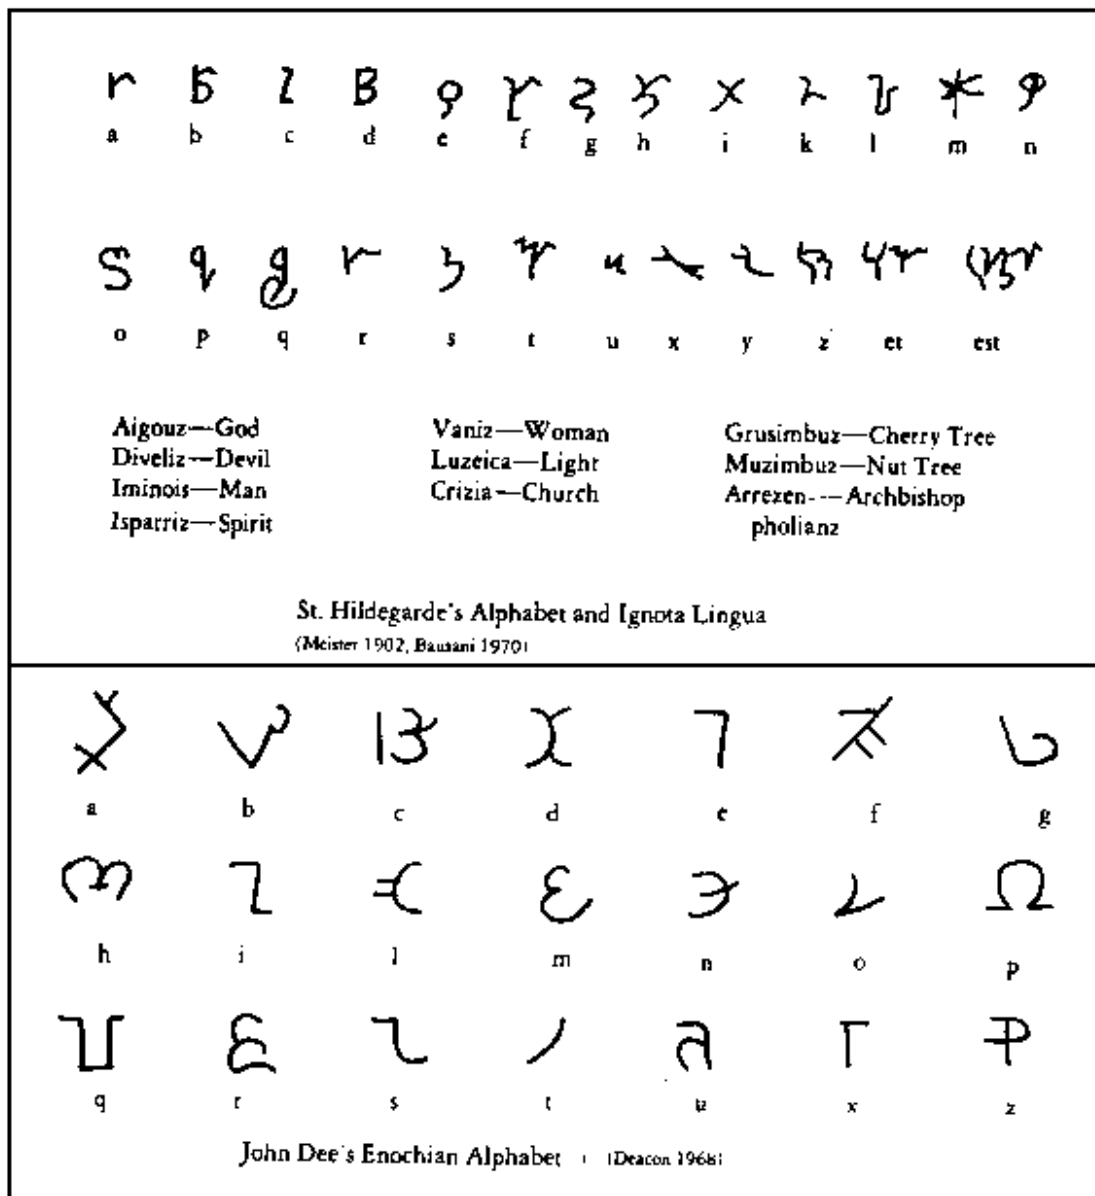 a b c d e f g h i k l m n
o p q r s t u x y z et est
Aigouz—God
Diveliz—Devil
Iminois—Man
Isparriz—Spirit
Vaniz—Woman
Luzeica—Light
Crizia—Church
Grusimbuz—Cherry Tree
Muzimbuz—Nut Tree
Arrezen---Archbishop
pholianz
St. Hildegarde's Alphabet and Ignota Lingua
(Meister 1902, Bausani 1970)
a b c d e f g
h i l m n o p
q r s t u x z
John Dee's Enochian Alphabet (Deacon 1968)